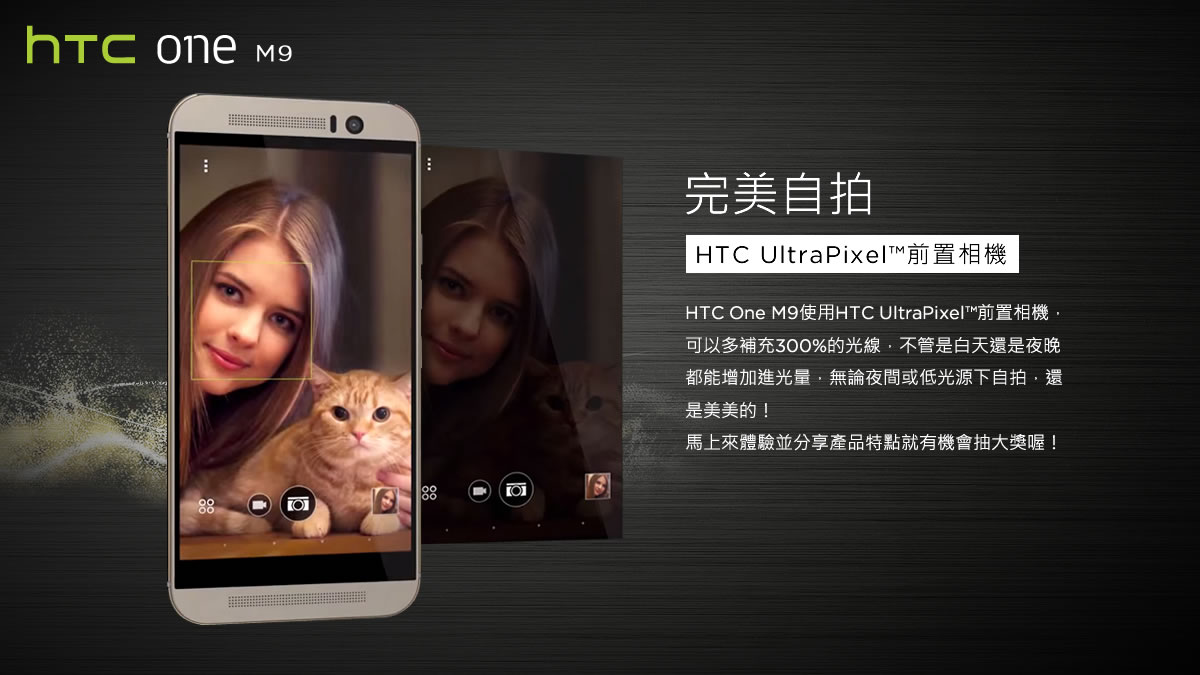 hTC one M9
完美自拍
HTC UltraPixel™前置相機
HTC One M9使用HTC UltraPixel™前置相機，
可以多補充300%的光線，不管是白天還是夜晚
都能增加進光量，無論夜間或低光源下自拍，還
是美美的！
馬上來體驗並分享產品特點就有機會抽大獎喔！